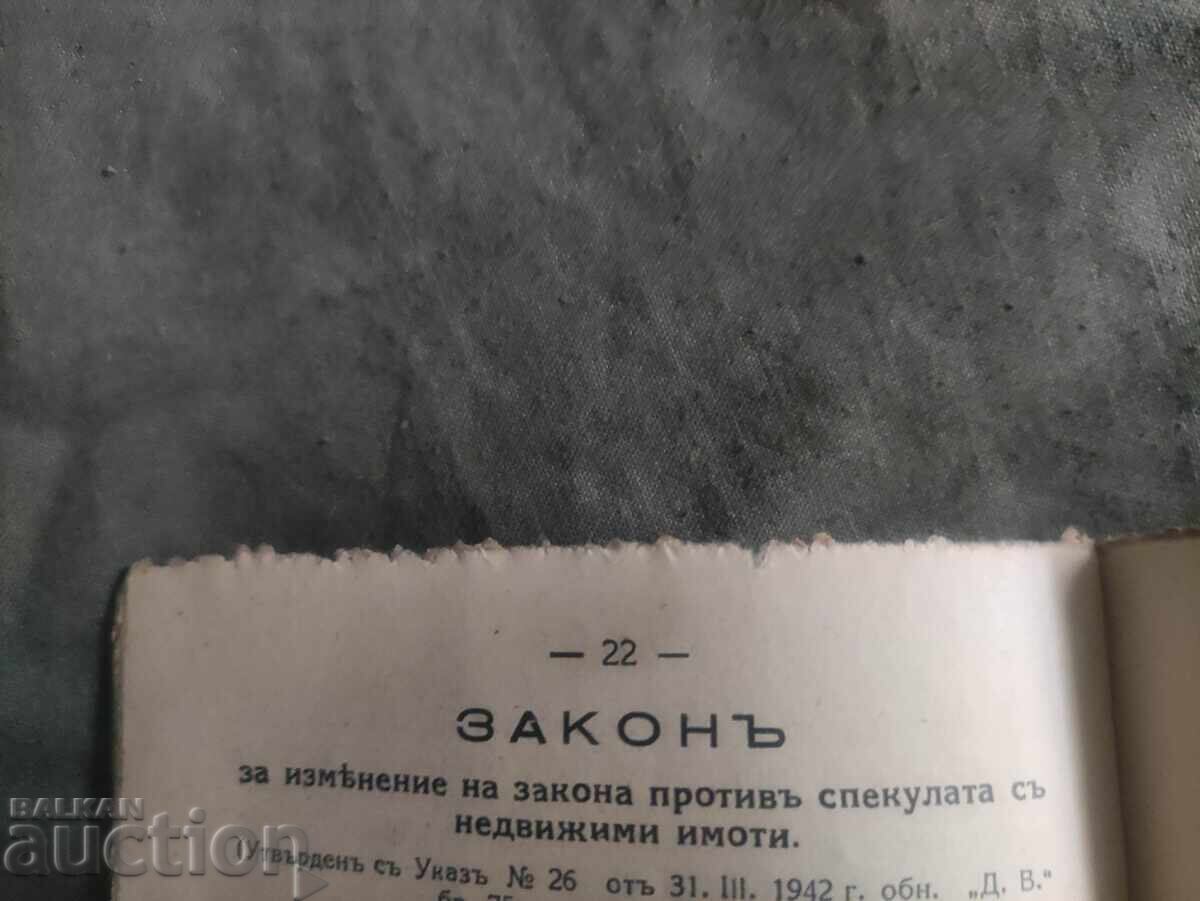 — 22 —
ЗАКОНЪ
за измѣнение на закона противъ спекулата съ
недвижими имоти.
(Утвърденъ съ Указъ № 26 отъ 31. III. 1942 г. обн. „Д. В."
BALKAN
auction